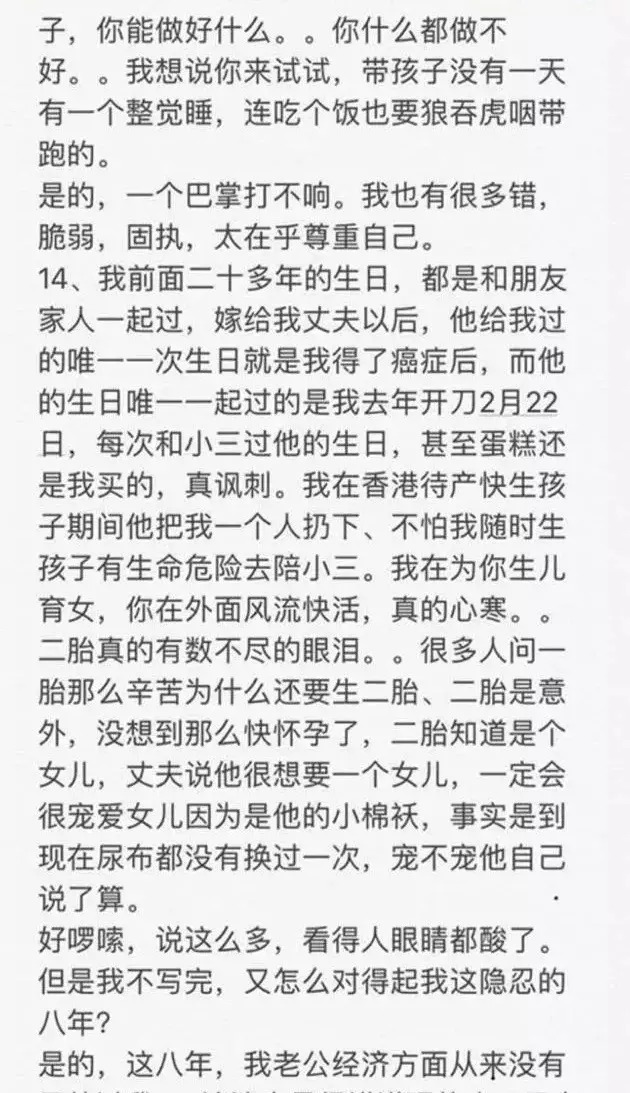 子，你能做好什么。。你什么都做不
好。。我想说你来试试，带孩子没有一天
有一个整觉睡，连吃个饭也要狼吞虎咽带
跑的。
是的，一个巴掌打不响。我也有很多错，
脆弱，固执，太在乎尊重自己。
14、我前面二十多年的生日，都是和朋友
家人一起过，嫁给我丈夫以后，他给我过
的唯一一次生日就是我得了癌症后，而他
的生日唯一一起过的是我去年开刀2月22
日，每次和小三过他的生日，甚至蛋糕还
是我买的，真讽刺。我在香港待产快生孩
子期间他把我一个人扔下、不怕我随时生
孩子有生命危险去陪小三。我在为你生儿
育女，你在外面风流快活，真的心寒。。
二胎真的有数不尽的眼泪。。很多人问一
胎那么辛苦为什么还要生二胎、二胎是意
外，没想到那么快怀孕了，二胎知道是个
女儿，丈夫说他很想要一个女儿，一定会
很宠爱女儿因为是他的小棉袄，事实是到
现在尿布都没有换过一次，宠不宠他自己
说了算。
好啰嗦，说这么多，看得人眼睛都酸了。
但是我不写完，又怎么对得起我这隐忍的
八年？
是的，这八年，我老公经济方面从来没有